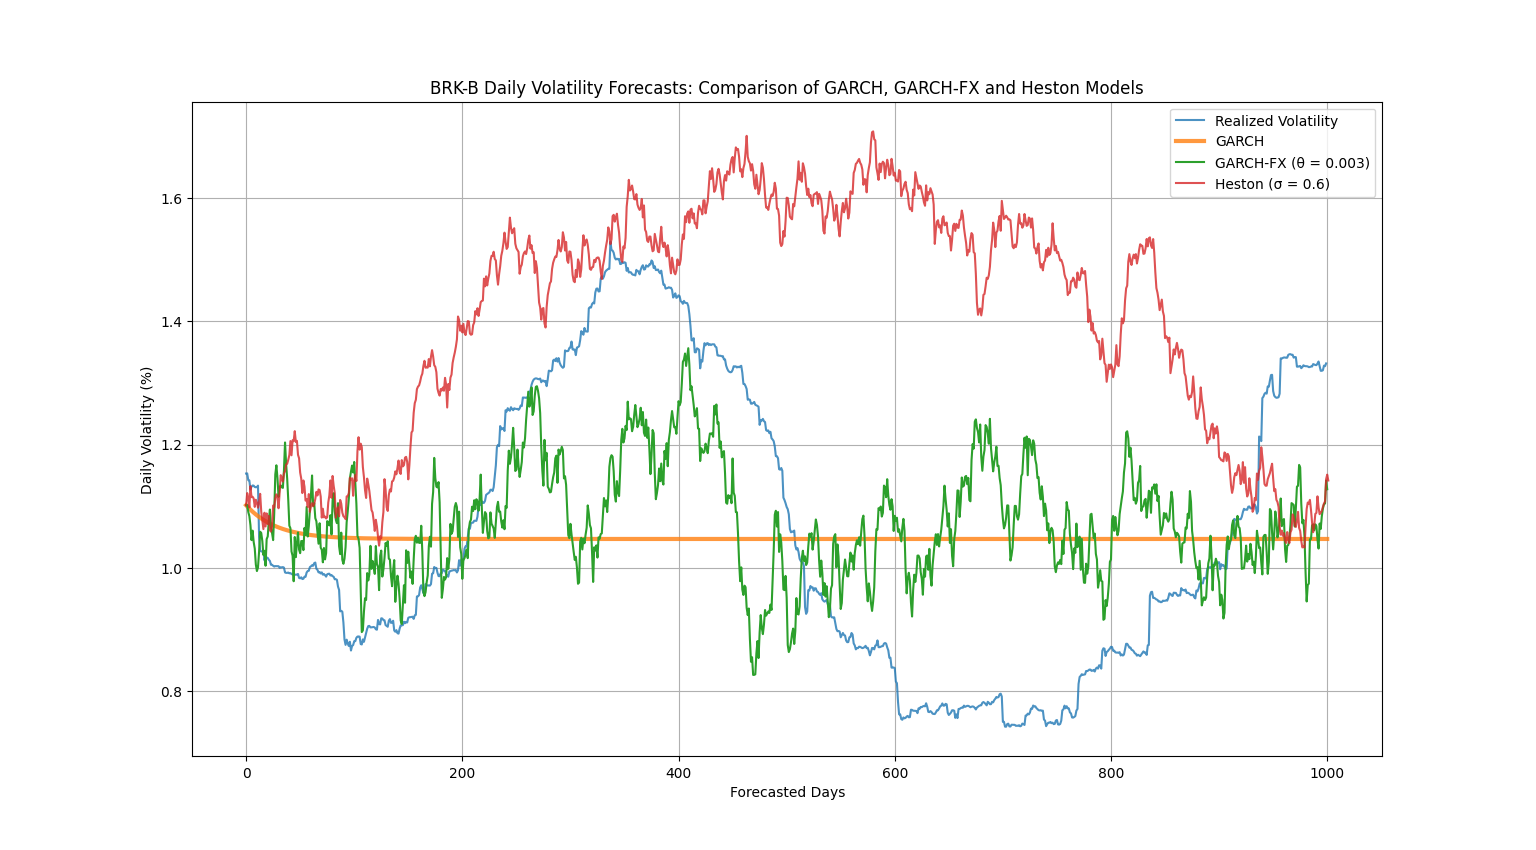 BRK-B Daily Volatility Forecasts: Comparison of GARCH, GARCH-FX and Heston Models
Realized Volatility
GARCH
GARCH-FX (θ = 0.003)
Heston (σ = 0.6)
Daily Volatility (%)
1.6
1.4
1.2
1.0
0.8
0
200
400
600
800
1000
Forecasted Days